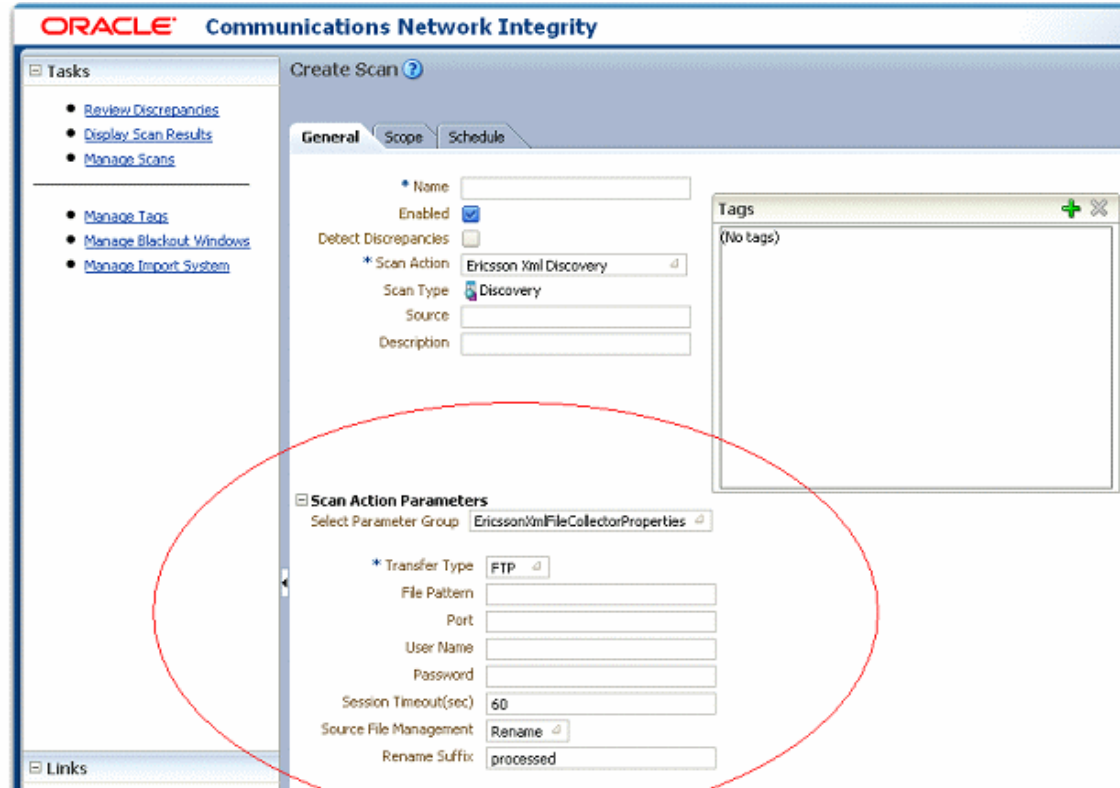 ORACLE Communications Network Integrity
Tasks
Review Discrepancies
Display Scan Results
Manage Scans
Manage Tags
Manage Blackout Windows
Manage Import System
Links
Create Scan ?
General Scope Schedule
* Name
Enabled
Detect Discrepancies
* Scan Action Ericsson Xml Discovery
Scan Type Discovery
Source
Description
Tags
(No tags)
Scan Action Parameters
Select Parameter Group EricssonXmlFileCollectorProperties
* Transfer Type FTP
File Pattern
Port
User Name
Password
Session Timeout(sec) 60
Source File Management Rename
Rename Suffix processed